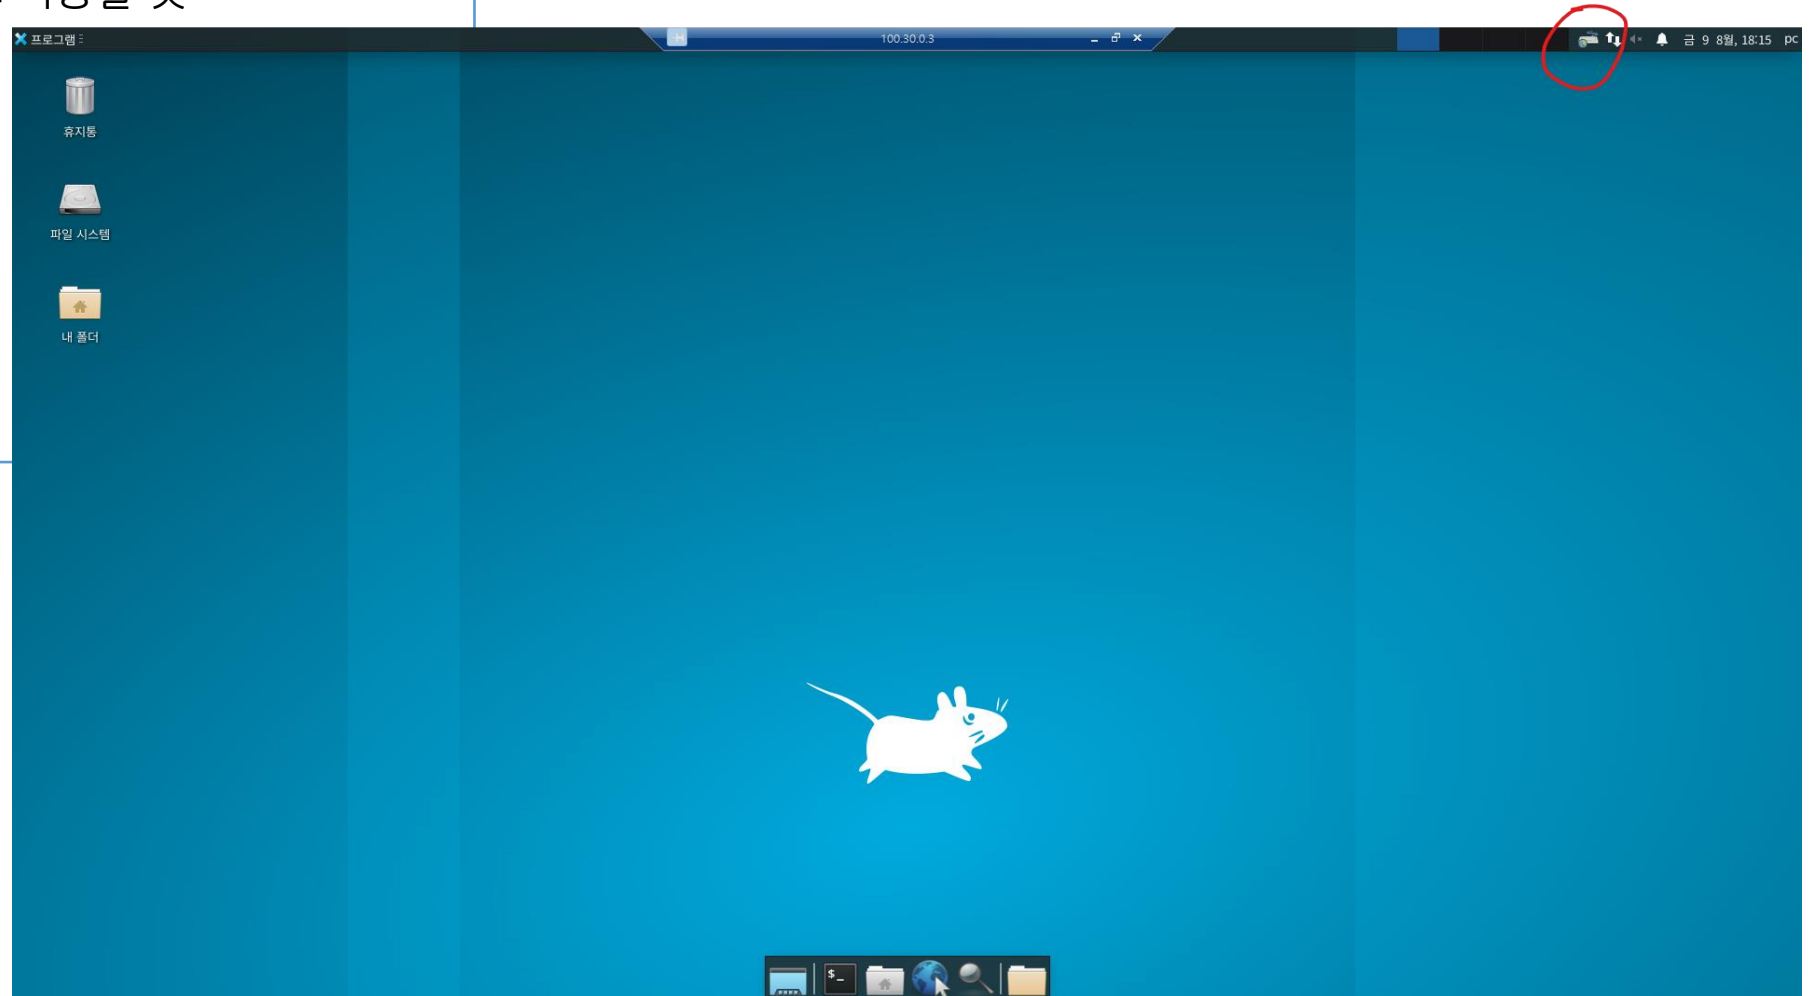 프로그램
100.30.0.3
금 9 8월, 18:15 pc
휴지통
파일 시스템
내 폴더
$_